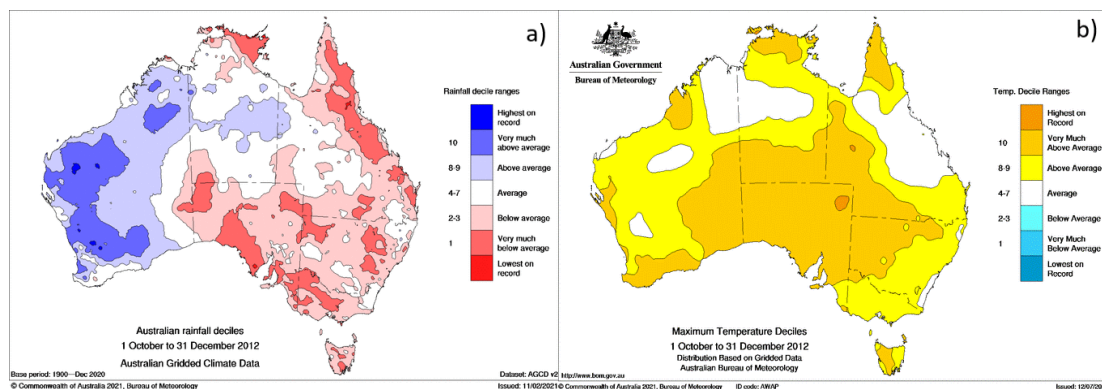 a)
Rainfall decile ranges
Highest on
record
10
Very much
above average
8-9
Above average
4-7
Average
2-3
Below average
1
Very much
below average
Lowest on
record
Australian rainfall deciles
1 October to 31 December 2012
Australian Gridded Climate Data
Base period: 1900—Dec 2020
Dataset: AGCD v2
© Commonwealth of Australia 2021, Bureau of Meteorology
Issued: 11/02/2021
b)
Australian Government
Bureau of Meteorology
Temp. Decile Ranges
Highest on
Record
10
Very Much
Above Average
8-9
Above Average
4-7
Average
2-3
Below Average
1
Very Much
Below Average
Lowest on
Record
Maximum Temperature Deciles
1 October to 31 December 2012
Distribution Based on Gridded Data
Australian Bureau of Meteorology
http://www.bom.gov.au
© Commonwealth of Australia 2021, Bureau of Meteorology
ID code: AWAP
Issued: 12/07/20